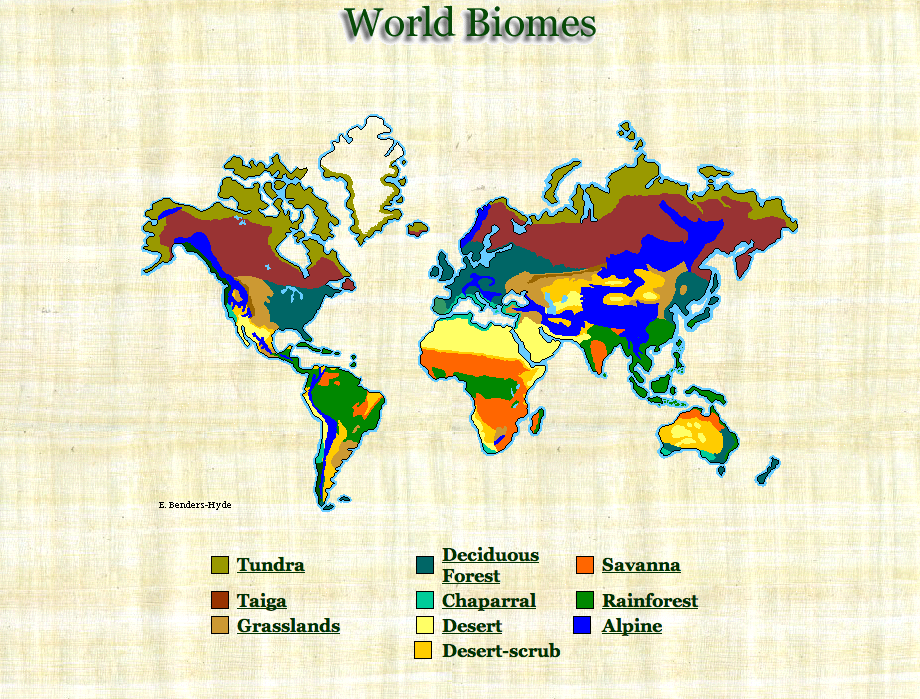 World Biomes
E. Benders-Hyde
Tundra
Deciduous
Forest
Savanna
Taiga
Chaparral
Rainforest
Grasslands
Desert
Alpine
Desert-scrub